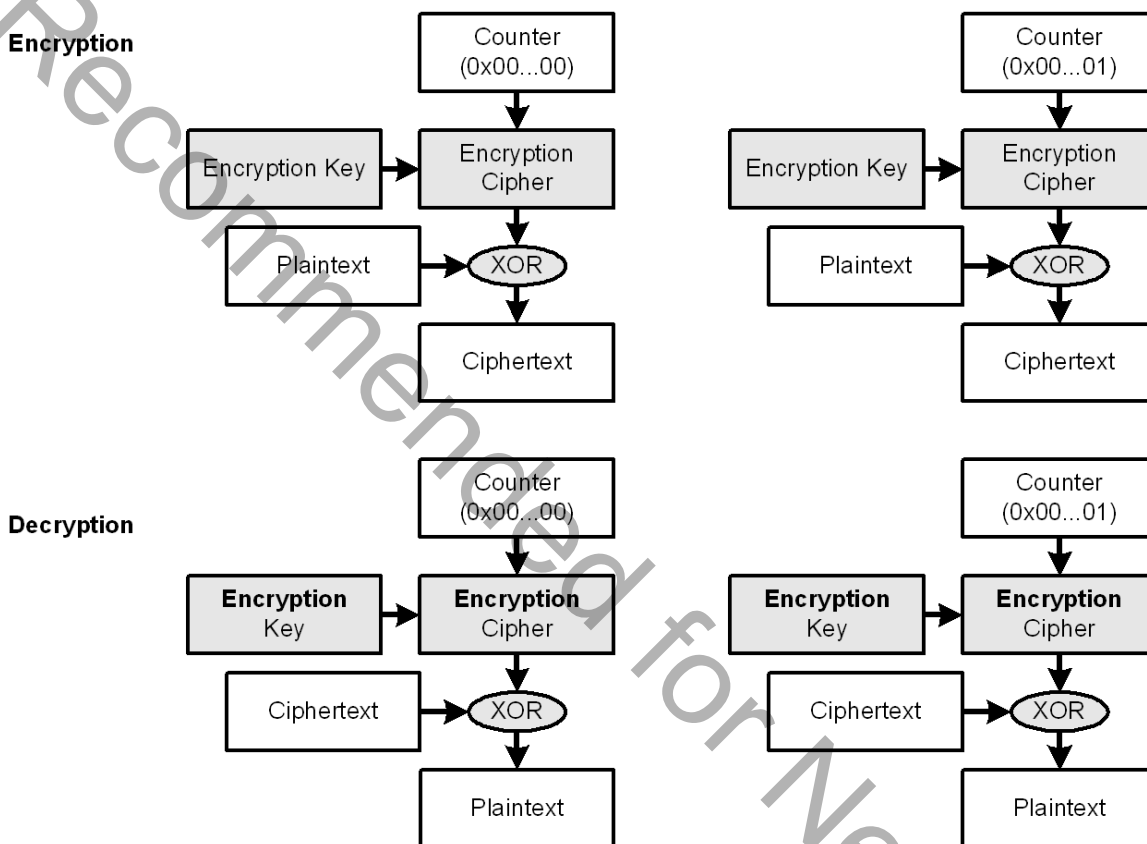 Encryption
Counter
(0x00...00)
Counter
(0x00...01)
Encryption Key
Encryption
Cipher
Encryption Key
Encryption
Cipher
Plaintext
XOR
Plaintext
XOR
Ciphertext
Ciphertext
Decryption
Counter
(0x00...00)
Counter
(0x00...01)
Encryption
Key
Encryption
Cipher
Encryption
Key
Encryption
Cipher
Ciphertext
XOR
Ciphertext
XOR
Plaintext
Plaintext
Recommended for